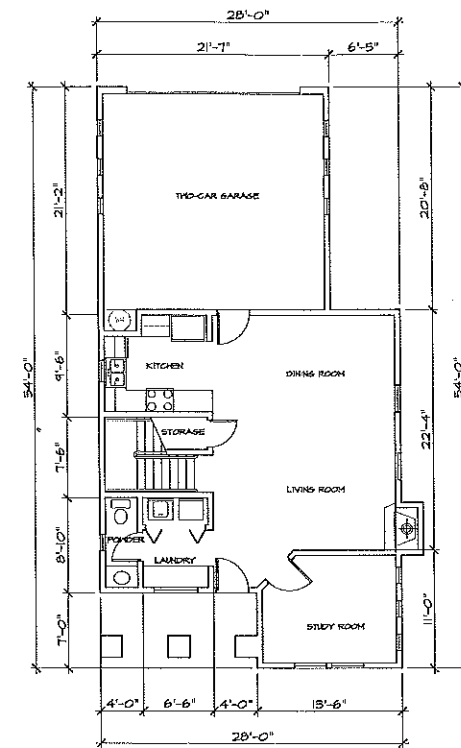 28'-0"
21'-7"
6'-5"
21'-2"
TWO-CAR GARAGE
20'-8"
54'-0"
9'-6"
KITCHEN
DINING ROOM
22'-4"
54'-0"
STORAGE
7'-6"
LIVING ROOM
POWDER
8'-10"
LAUNDRY
STUDY ROOM
11'-0"
7'-0"
4'-0"
6'-6"
4'-0"
13'-6"
28'-0"